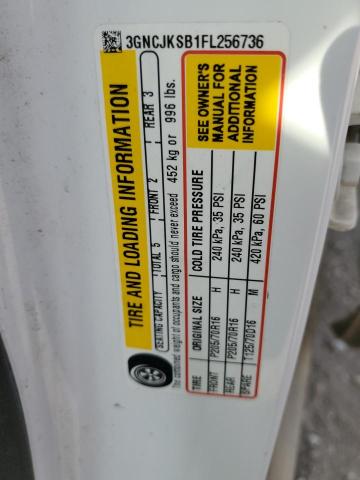 3GNCJKSB1FL256736
TIRE AND LOADING INFORMATION
SEATING CAPACITY TOTAL 5 FRONT 2 REAR 3
The combined weight of occupants and cargo should never exceed 452 kg or 996 lbs.
TIRE ORIGINAL SIZE COLD TIRE PRESSURE
FRONT P205/70R16 H 240 kPa, 35 PSI
REAR P205/70R16 H 240 kPa, 35 PSI
SPARE T125/70D16 M 420 kPa, 60 PSI
SEE OWNER'S
MANUAL FOR
ADDITIONAL
INFORMATION